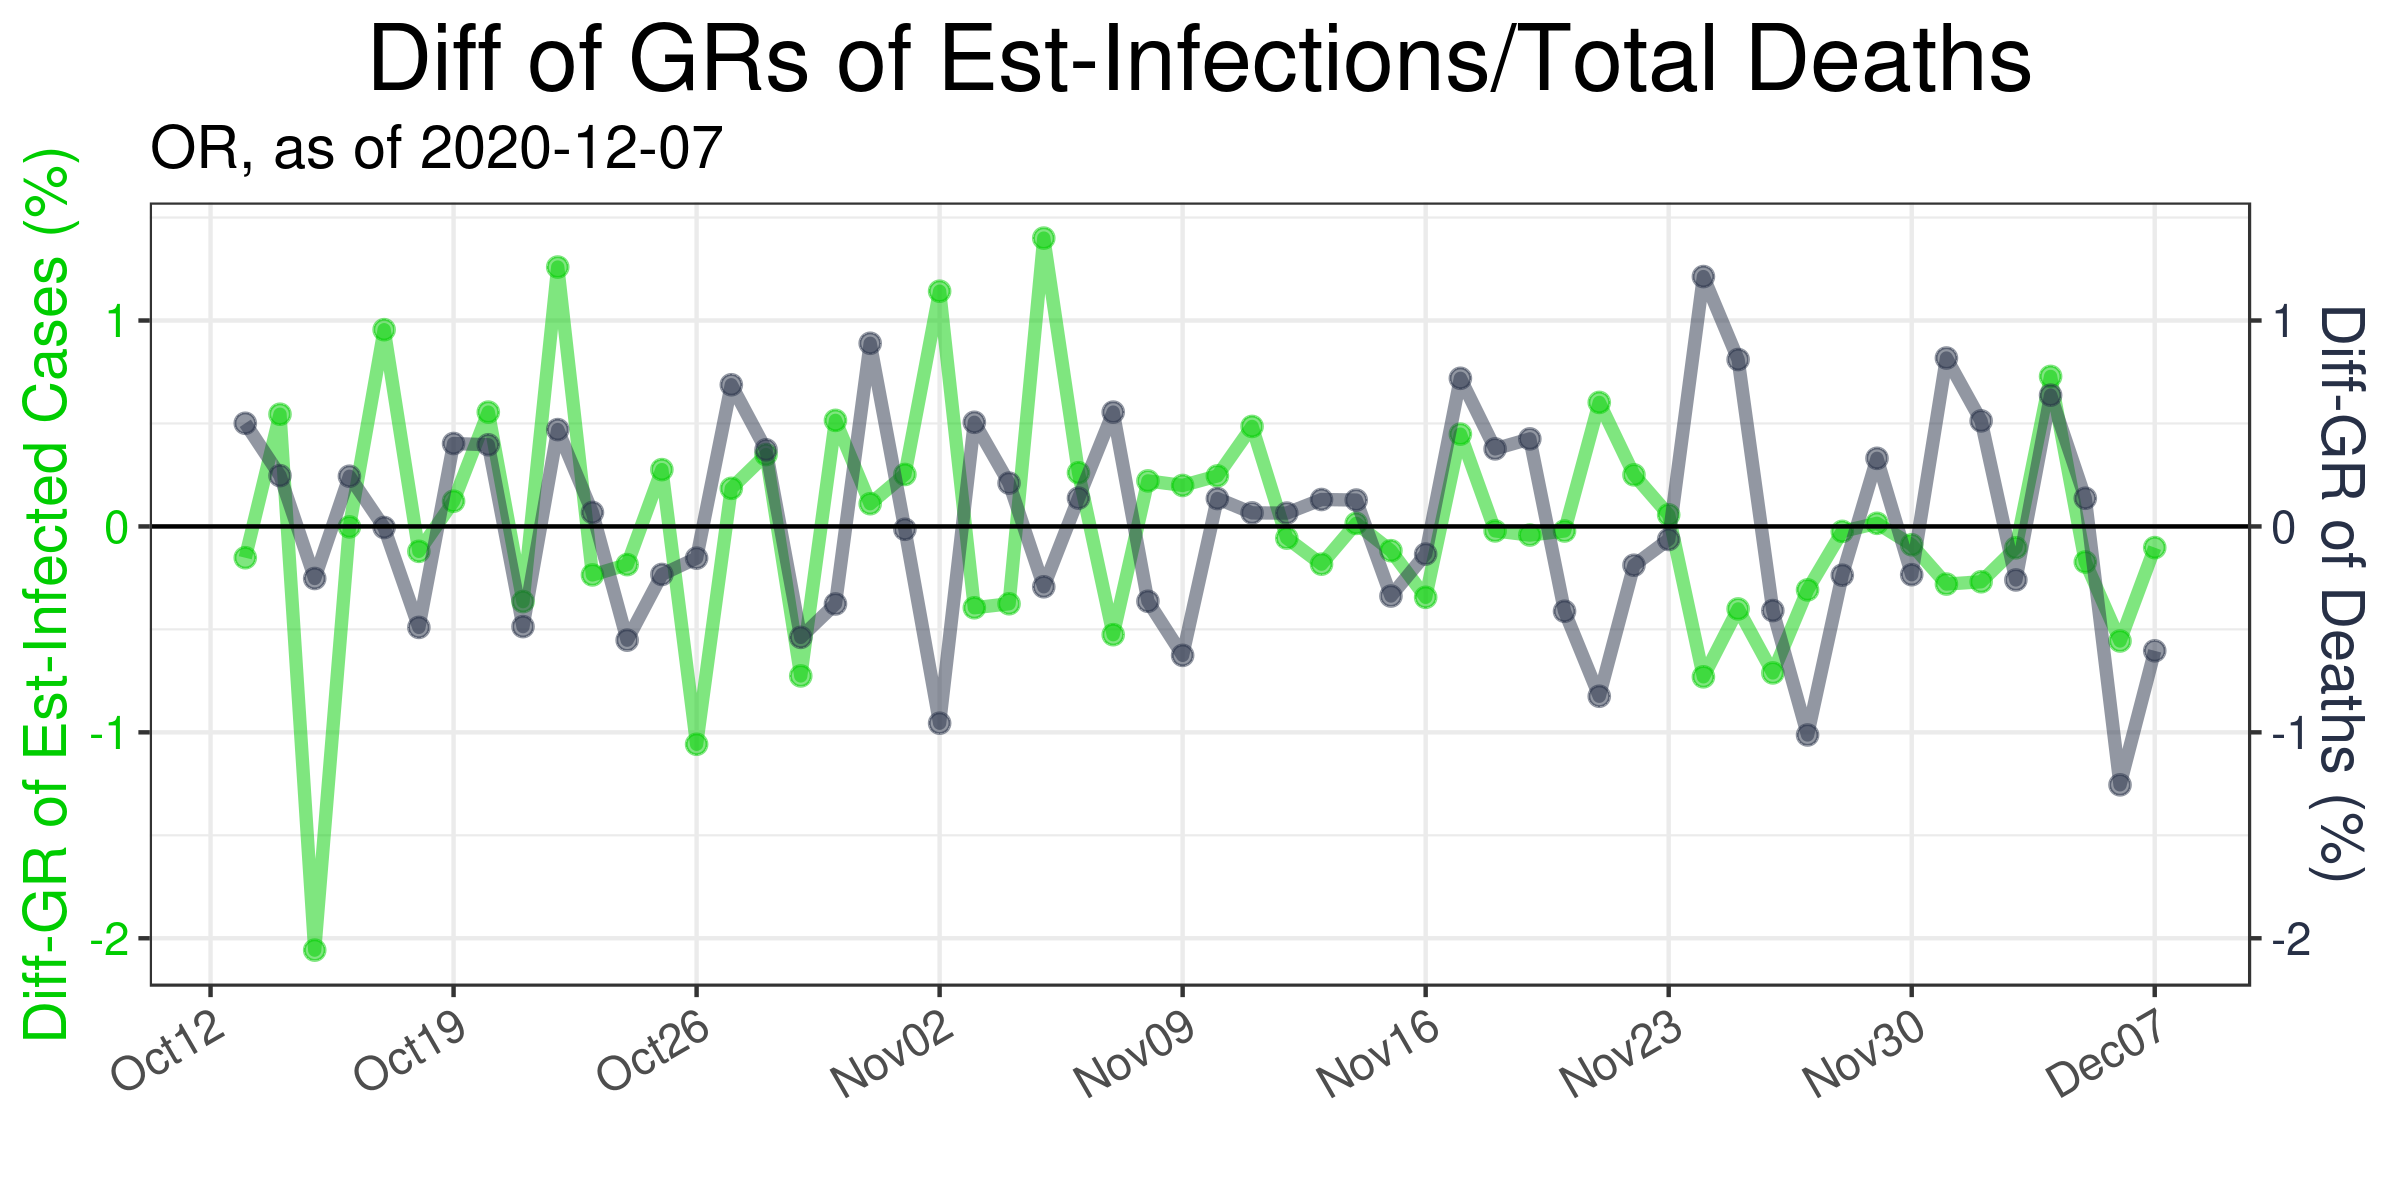 Diff of GRs of Est-Infections/Total Deaths
OR, as of 2020-12-07
Diff-GR of Est-Infected Cases (%)
1
0
-1
-2
1
0
-1
-2
Diff-GR of Deaths (%)
Oct12
Oct19
Oct26
Nov02
Nov09
Nov16
Nov23
Nov30
Dec07